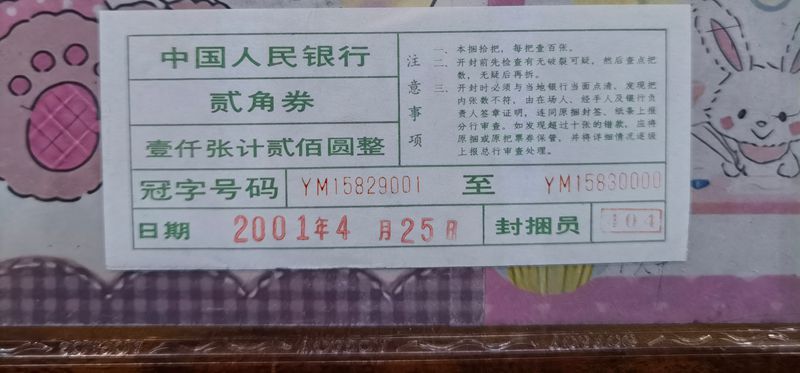 中国人民银行
贰角券
壹仟张计贰佰圆整
注意事项
一、本捆拾把，每把壹百张。
二、开封前先检查有无破裂可疑，然后查点把
数，无疑后再拆。
三、开封时必须与当地银行当面点清，发现把
内张数不符，由在场人、经手人及银行负
责人签章证明，连同原捆封签、纸条上报
分行审查。如发现超过十张的错款，应将
原捆或原把票券保管，并将详细情况逐级
上报总行审查处理。
冠字号码 YM15829001 至 YM15830000
日期 2001年4月25日 封捆员 104